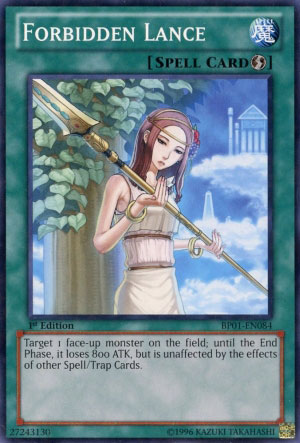 Forbidden Lance
魔
[Spell Card]
1st Edition BP01-EN084
Target 1 face-up monster on the field; until the End
Phase, it loses 800 ATK, but is unaffected by the effects
of other Spell/Trap Cards.
27243130 ©1996 KAZUKI TAKAHASHI